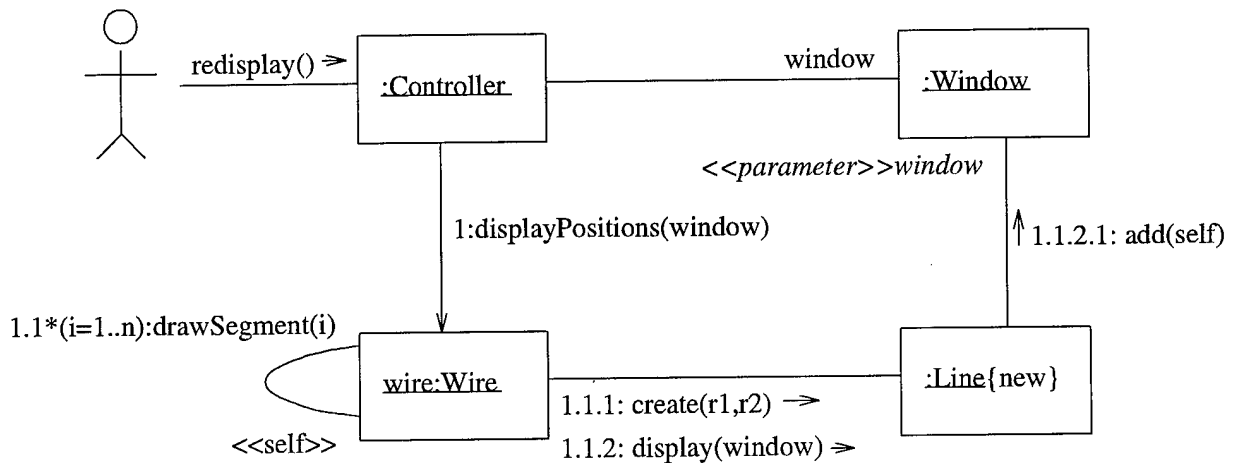 redisplay()
:Controller
window
:Window
<<parameter>>window
1:displayPositions(window)
1.1.2.1: add(self)
1.1*(i=1..n):drawSegment(i)
wire:Wire
:Line{new}
1.1.1: create(r1,r2)
<<self>>
1.1.2: display(window)